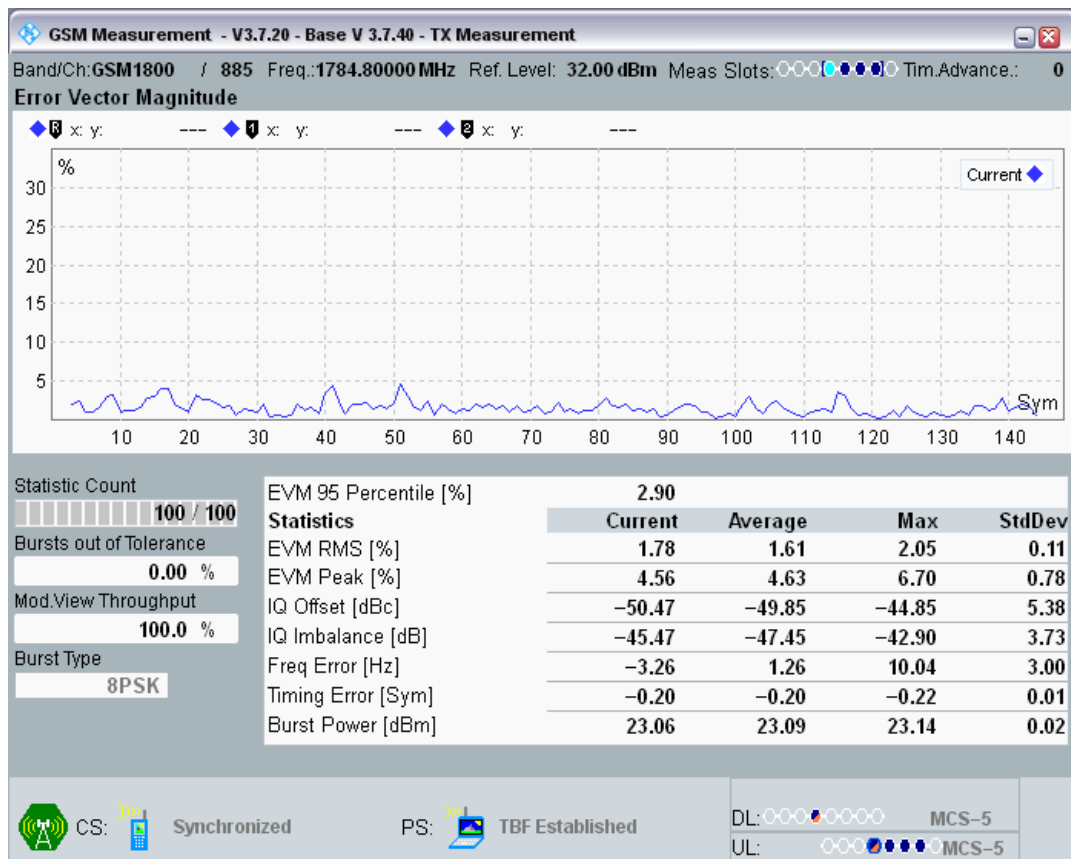 GSM Measurement - V3.7.20 - Base V 3.7.40 - TX Measurement
Band/Ch:GSM1800 / 885 Freq.:1784.80000 MHz Ref. Level: 32.00 dBm Meas Slots: Tim.Advance.: 0
Error Vector Magnitude
R x: y: --- 1 x: y: --- 2 x: y: ---
%
Current
30
25
20
15
10
5
Sym
10 20 30 40 50 60 70 80 90 100 110 120 130 140
Statistic Count
100 / 100
Bursts out of Tolerance
0.00 %
Mod.View Throughput
100.0 %
Burst Type
8PSK
EVM 95 Percentile [%] 2.90
Statistics Current Average Max StdDev
EVM RMS [%] 1.78 1.61 2.05 0.11
EVM Peak [%] 4.56 4.63 6.70 0.78
IQ Offset [dBc] −50.47 −49.85 −44.85 5.38
IQ Imbalance [dB] −45.47 −47.45 −42.90 3.73
Freq Error [Hz] −3.26 1.26 10.04 3.00
Timing Error [Sym] −0.20 −0.20 −0.22 0.01
Burst Power [dBm] 23.06 23.09 23.14 0.02
CS: Synchronized PS: TBF Established
DL: MCS−5
UL: MCS−5